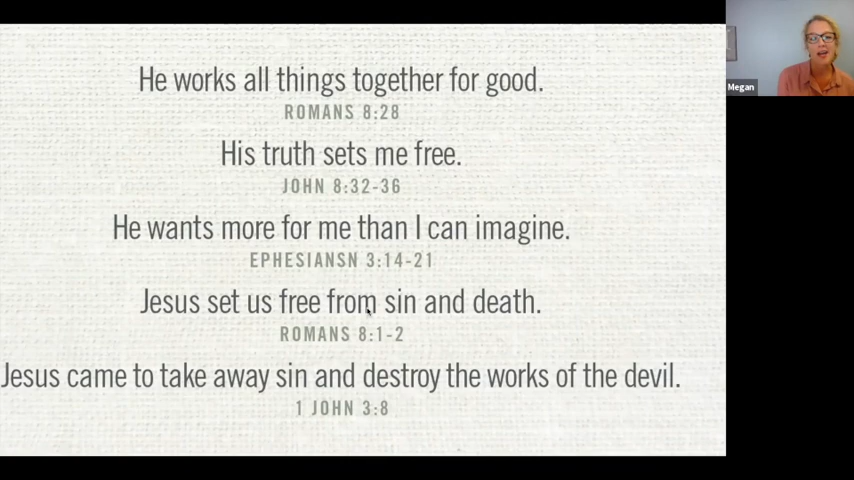 He works all things together for good.
ROMANS 8:28
His truth sets me free.
JOHN 8:32-36
He wants more for me than I can imagine.
EPHESIANSN 3:14-21
Jesus set us free from sin and death.
ROMANS 8:1-2
Jesus came to take away sin and destroy the works of the devil.
1 JOHN 3:8
Megan